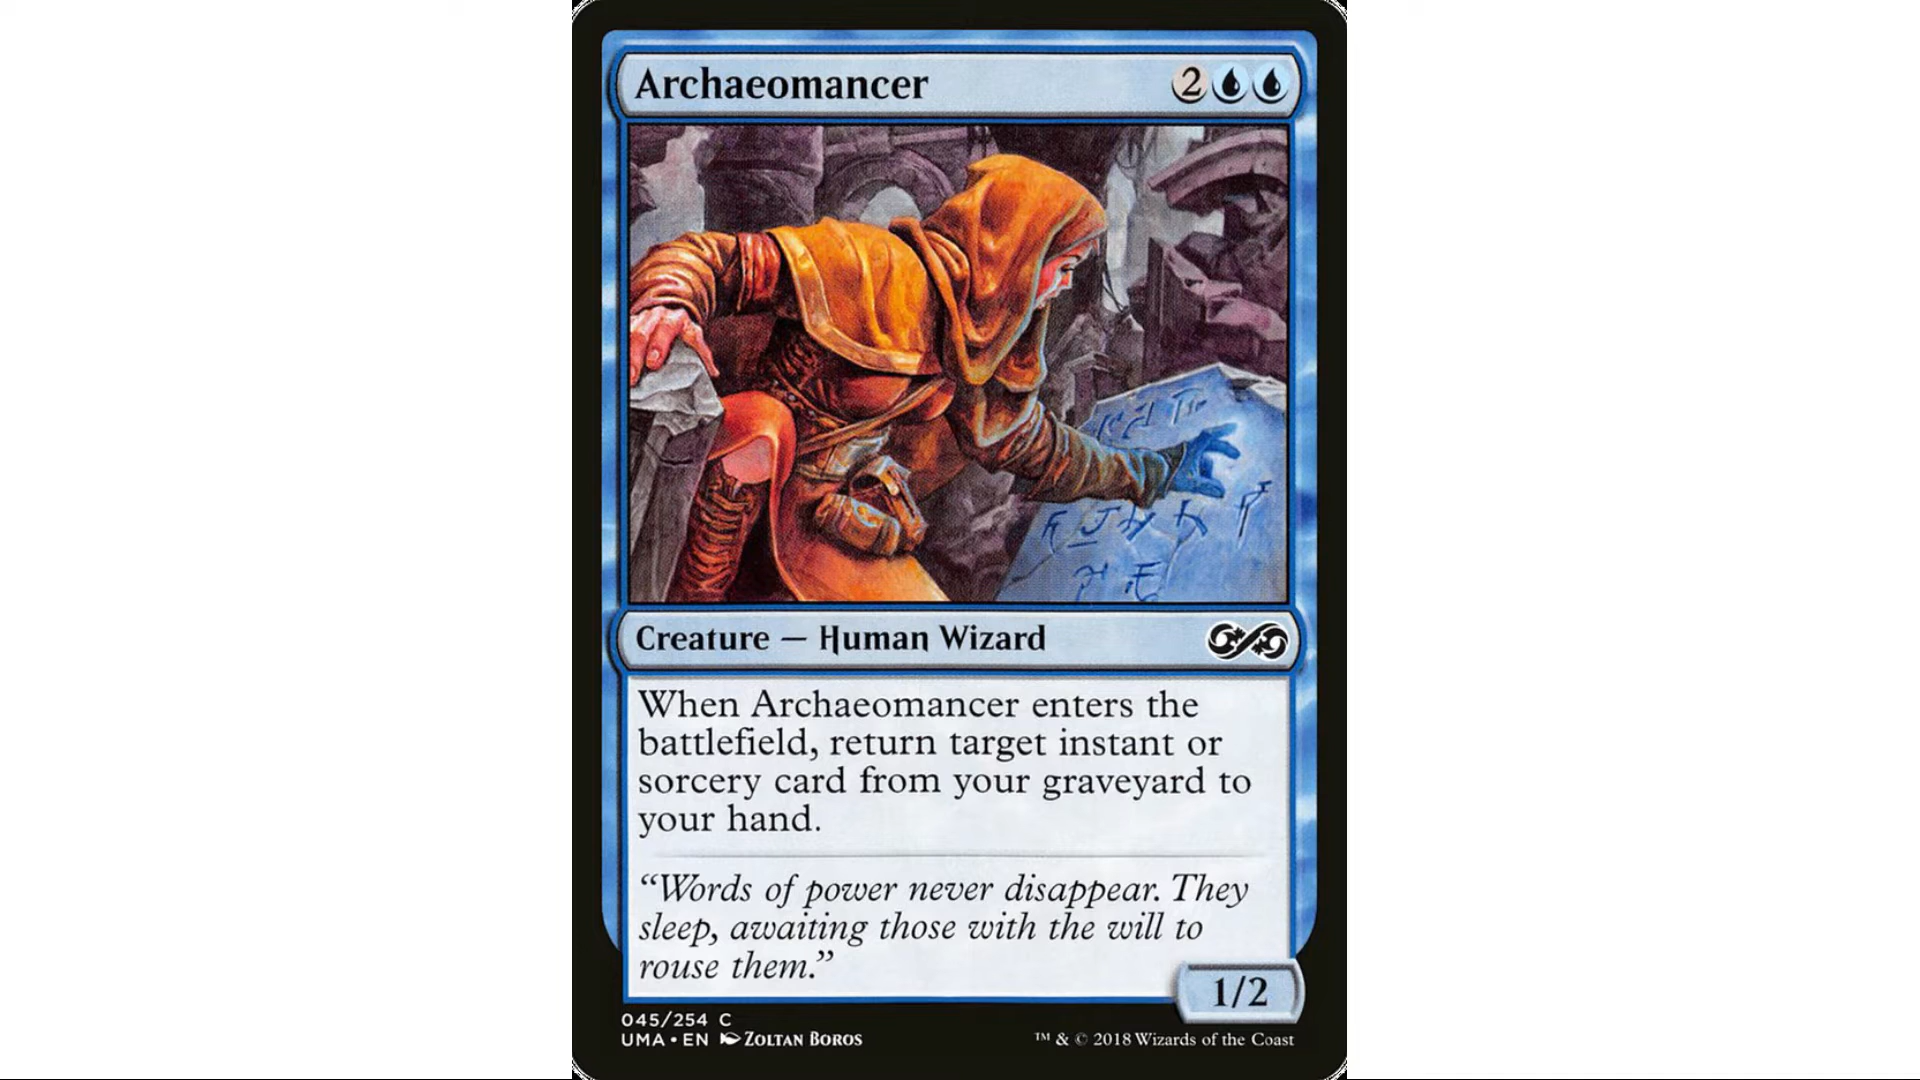 Archaeomancer 2
Creature — Human Wizard
When Archaeomancer enters the
battlefield, return target instant or
sorcery card from your graveyard to
your hand.
“Words of power never disappear. They
sleep, awaiting those with the will to
rouse them.”
1/2
045/254 C
UMA • EN ZOLTAN BOROS
™ & © 2018 Wizards of the Coast